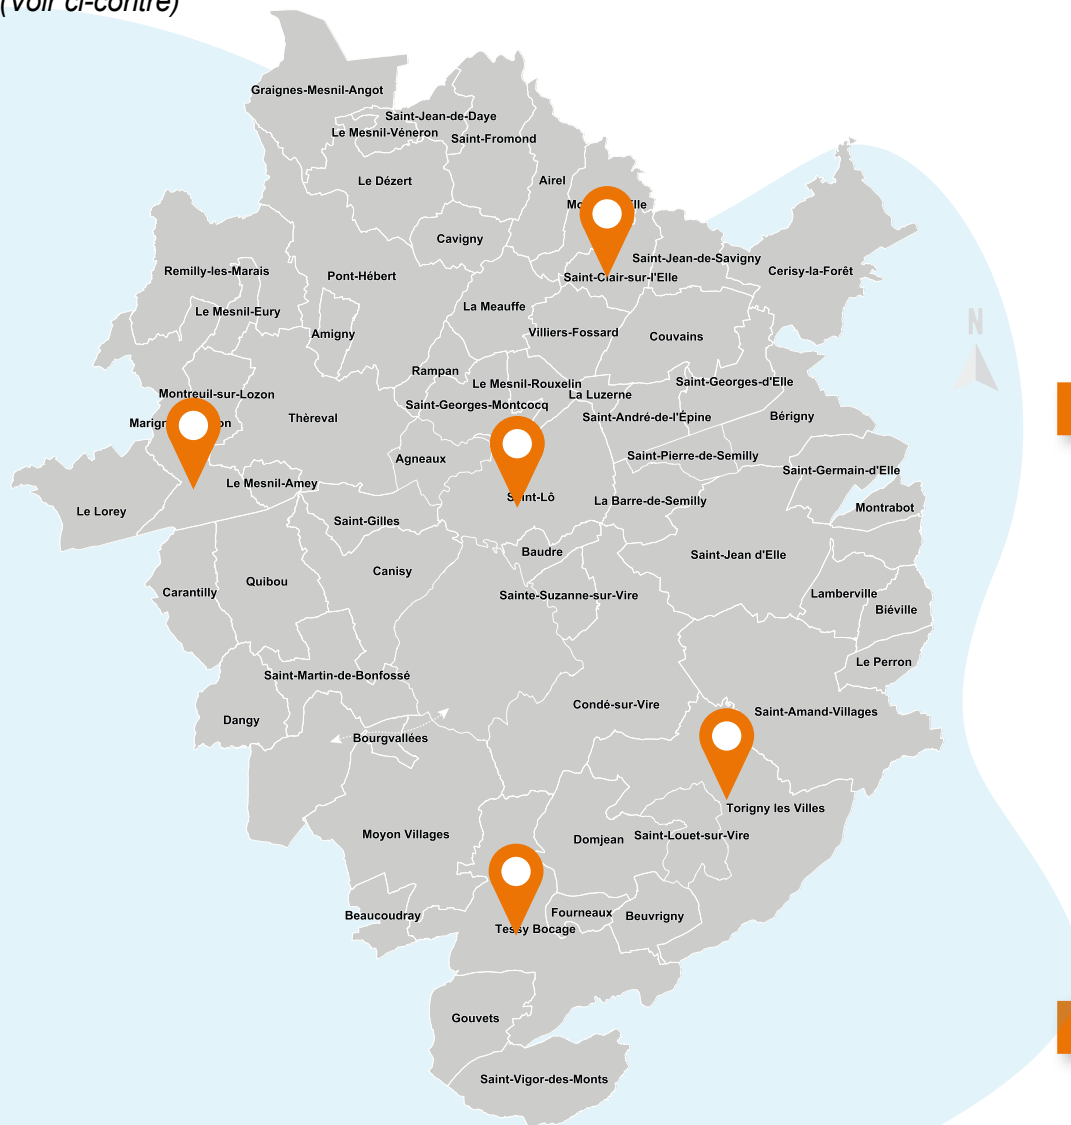 (Voir ci-contre)
Graignes-Mesnil-Angot
Saint-Jean-de-Daye
Le Mesnil-Véneron
Saint-Fromond
Le Dézert
Airel
Cavigny
Saint-Jean-de-Savigny
Remilly-les-Marais
Pont-Hébert
Saint-Clair-sur-l'Elle
Cerisy-la-Forêt
La Meauffe
Le Mesnil-Eury
N
Amigny
Villiers-Fossard
Couvains
Rampan
Le Mesnil-Rouxelin
Saint-Georges-d'Elle
Montreuil-sur-Lozon
La Luzerne
Saint-Georges-Montcocq
Thèreval
Saint-André-de-l'Épine
Bérigny
Agneaux
Saint-Pierre-de-Semilly
Saint-Germain-d'Elle
Le Mesnil-Amey
Saint-Lô
La Barre-de-Semilly
Le Lorey
Saint-Gilles
Montrabot
Baudre
Saint-Jean d'Elle
Canisy
Quibou
Carantilly
Sainte-Suzanne-sur-Vire
Lamberville
Biéville
Le Perron
Saint-Martin-de-Bonfossé
Condé-sur-Vire
Saint-Amand-Villages
Dangy
Bourgvallées
Torigny les Villes
Moyon Villages
Domjean
Saint-Louet-sur-Vire
Beaucoudray
Fourneaux
Beuvrigny
Tessy Bocage
Gouvets
Saint-Vigor-des-Monts